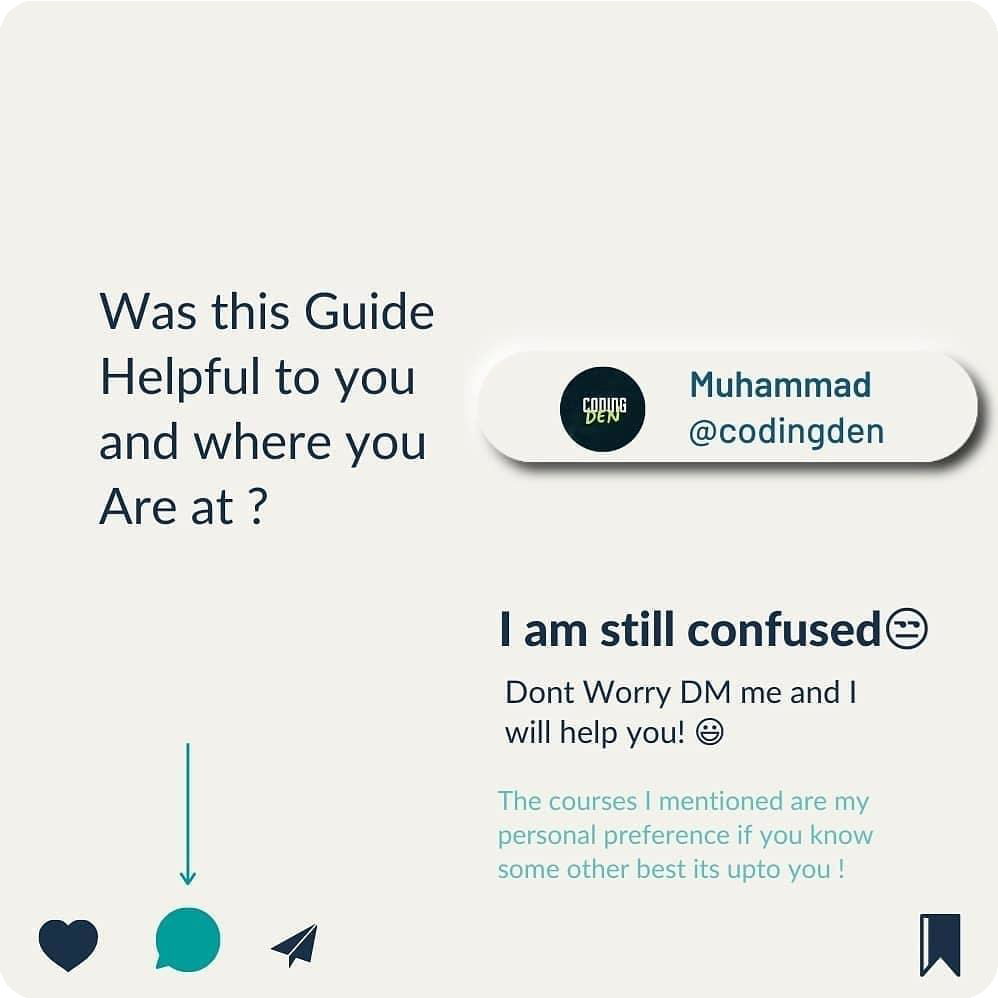 Was this Guide
Helpful to you
and where you
Are at ?
CODING
DEN
Muhammad
@codingden
I am still confused😒
Dont Worry DM me and I
will help you! 😃
The courses I mentioned are my
personal preference if you know
some other best its upto you !